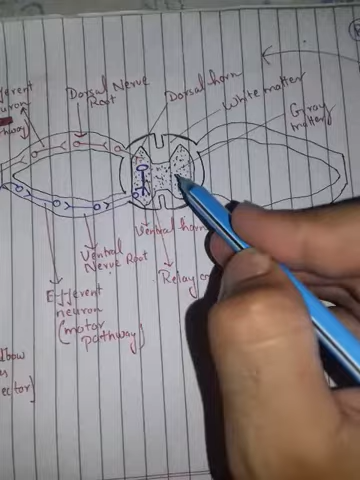 Dorsal Nerve
Root
Dorsal horn
White matter
Gray
matter
Ventral horn
Ventral
Nerve Root
Relay
Efferent
neuron
(motor
pathway)